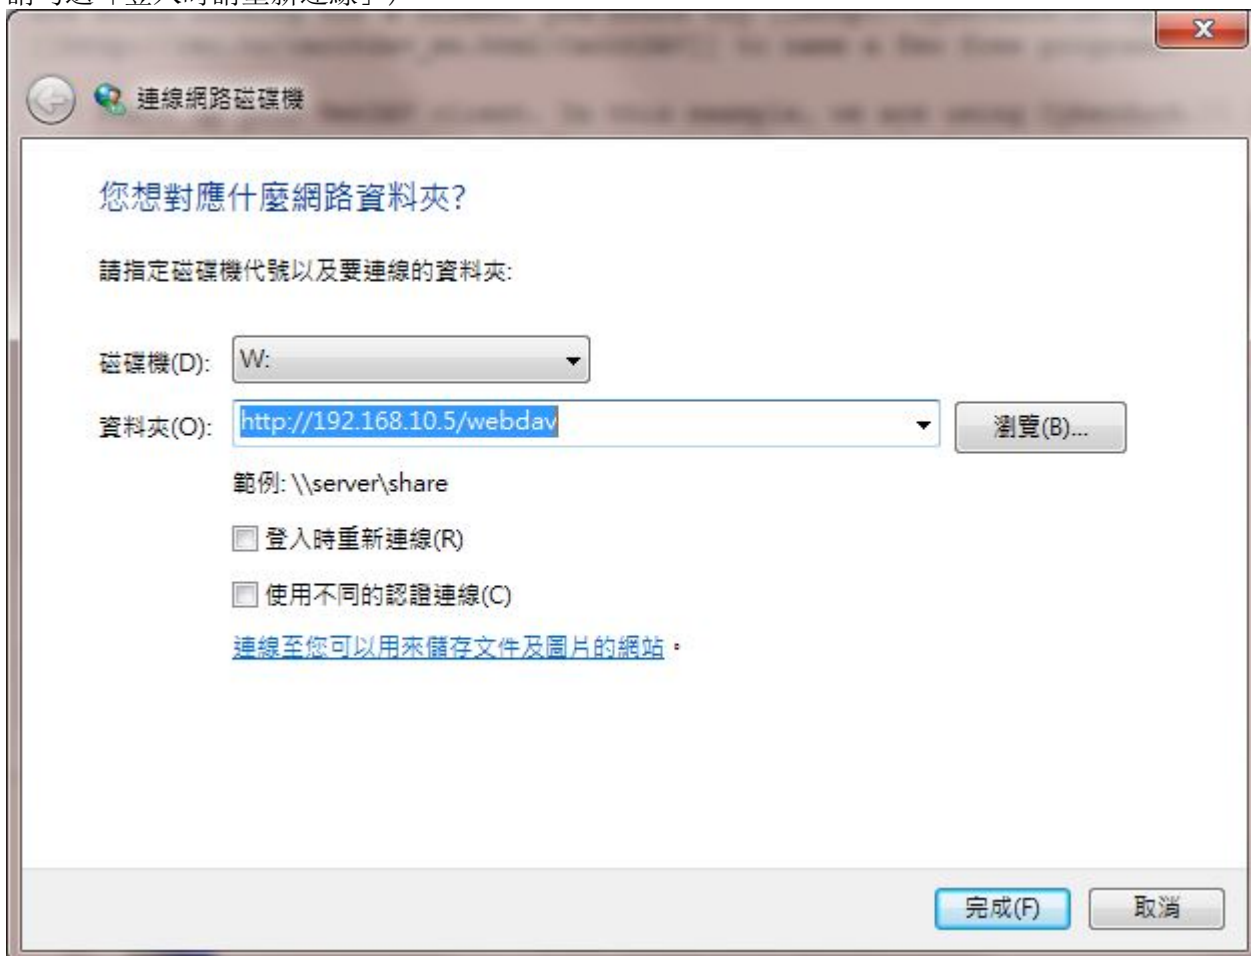 連線網路磁碟機
您想對應什麼網路資料夾?
請指定磁碟機代號以及要連線的資料夾:
磁碟機(D): W:
資料夾(O): http://192.168.10.5/webdav 瀏覽(B)...
範例: \\server\share
登入時重新連線(R)
使用不同的認證連線(C)
連線至您可以用來儲存文件及圖片的網站。
完成(F) 取消